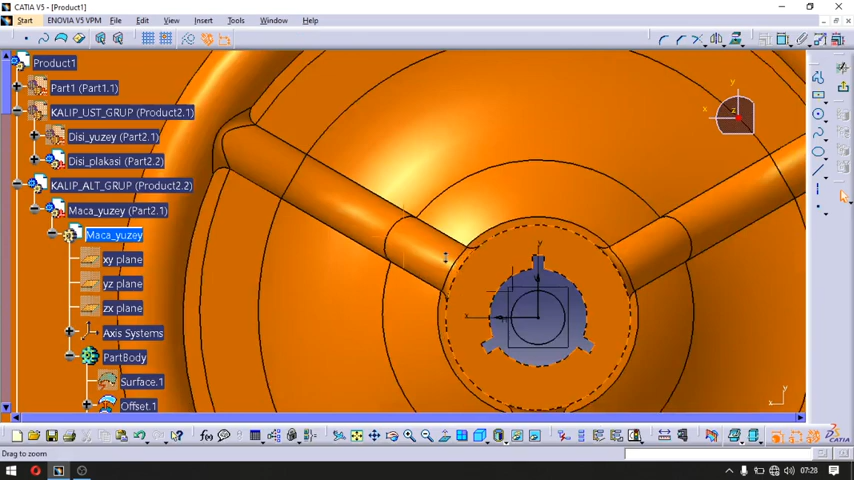 CATIA V5 - [Product1]
Start ENOVIA V5 VPM File Edit View Insert Tools Window Help
Product1
Part1 (Part1.1)
KALIP_UST_GRUP (Product2.1)
Disi_yuzey (Part2.1)
Disi_plakasi (Part2.2)
KALIP_ALT_GRUP (Product2.2)
Maca_yuzey (Part2.1)
Maca_yuzey
xy plane
yz plane
zx plane
Axis Systems
PartBody
Surface.1
Offset.1
y
x
z
y
x
y
z
f(x)
CATIA
Drag to zoom
07:28